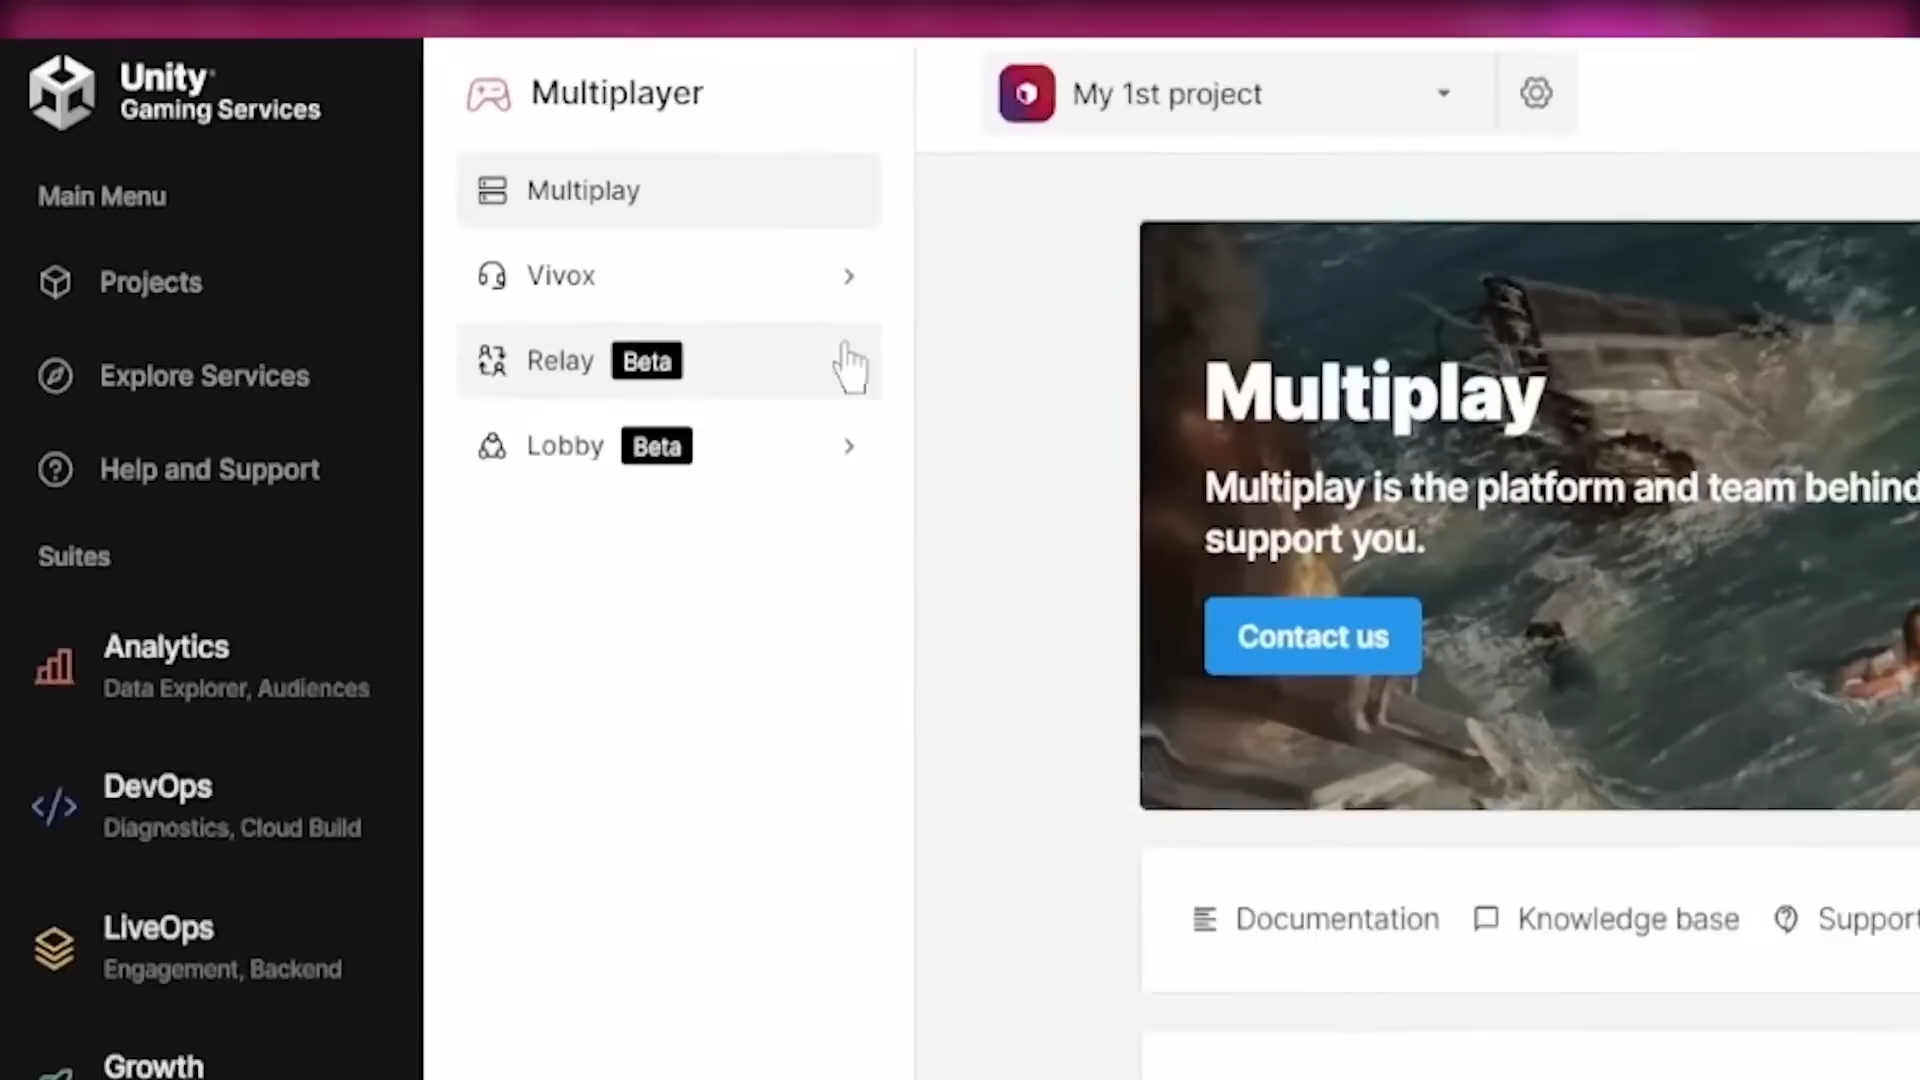 Unity
Gaming Services
Main Menu
Projects
Explore Services
Help and Support
Suites
Analytics
Data Explorer, Audiences
DevOps
Diagnostics, Cloud Build
LiveOps
Engagement, Backend
Growth
Multiplayer
Multiplay
Vivox
Relay Beta
Lobby Beta
My 1st project
Multiplay
Multiplay is the platform and team behind
support you.
Contact us
Documentation
Knowledge base
Support